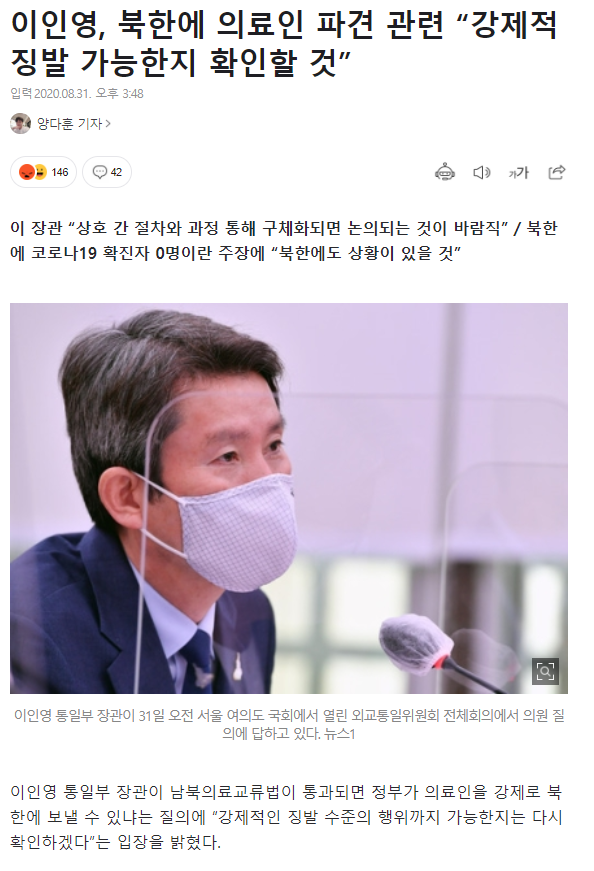 이인영, 북한에 의료인 파견 관련 “강제적
징발 가능한지 확인할 것”
입력 2020.08.31. 오후 3:48
양다훈 기자
146
42
가가
이 장관 “상호 간 절차와 과정 통해 구체화되면 논의되는 것이 바람직” / 북한
에 코로나19 확진자 0명이란 주장에 “북한에도 상황이 있을 것”
이인영 통일부 장관이 31일 오전 서울 여의도 국회에서 열린 외교통일위원회 전체회의에서 의원 질
의에 답하고 있다. 뉴스1
이인영 통일부 장관이 남북의료교류법이 통과되면 정부가 의료인을 강제로 북
한에 보낼 수 있냐는 질의에 “강제적인 징발 수준의 행위까지 가능한지는 다시
확인하겠다”는 입장을 밝혔다.